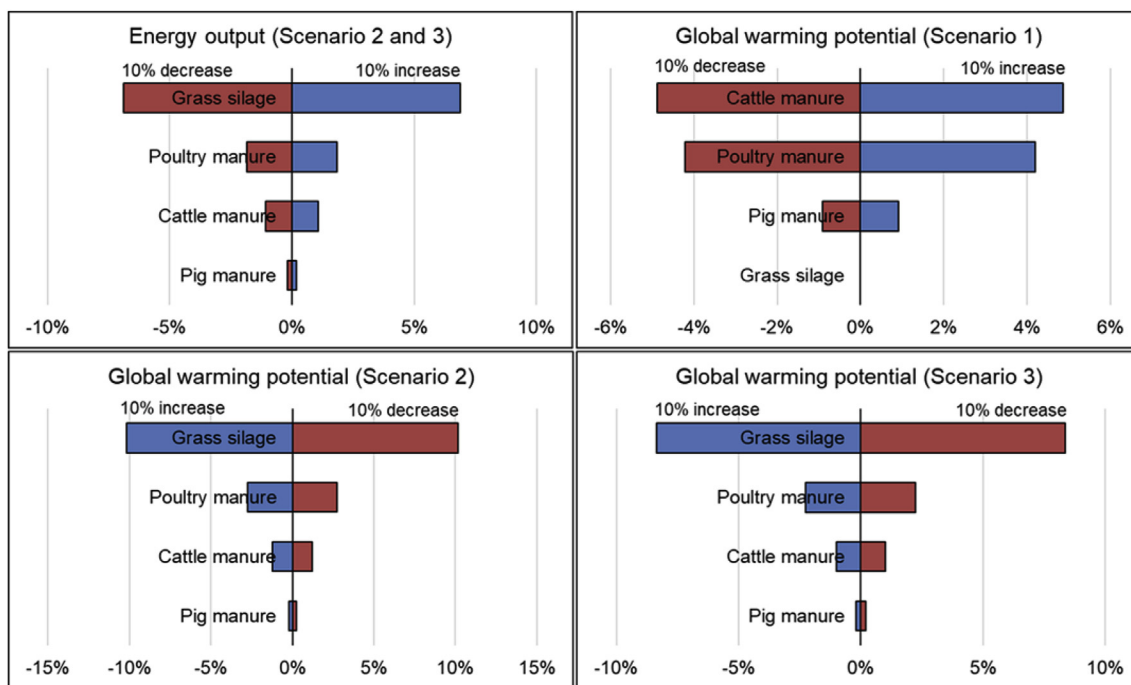 Energy output (Scenario 2 and 3)
10% decrease 10% increase
Grass silage
Poultry manure
Cattle manure
Pig manure
-10% -5% 0% 5% 10%
Global warming potential (Scenario 1)
10% decrease 10% increase
Cattle manure
Poultry manure
Pig manure
Grass silage
-6% -4% -2% 0% 2% 4% 6%
Global warming potential (Scenario 2)
10% increase 10% decrease
Grass silage
Poultry manure
Cattle manure
Pig manure
-15% -10% -5% 0% 5% 10% 15%
Global warming potential (Scenario 3)
10% increase 10% decrease
Grass silage
Poultry manure
Cattle manure
Pig manure
-10% -5% 0% 5% 10%